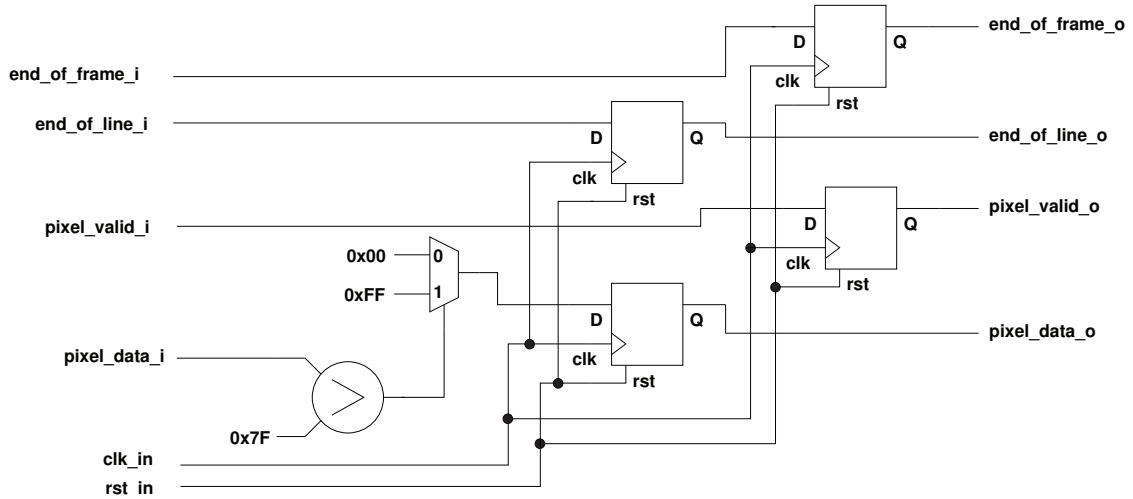 end_of_frame_i
end_of_line_i
pixel_valid_i
0x00
0xFF
0
1
pixel_data_i
>
0x7F
clk_in
rst_in
D
Q
clk
rst
end_of_frame_o
D
Q
clk
rst
end_of_line_o
D
Q
clk
rst
pixel_valid_o
D
Q
clk
rst
pixel_data_o